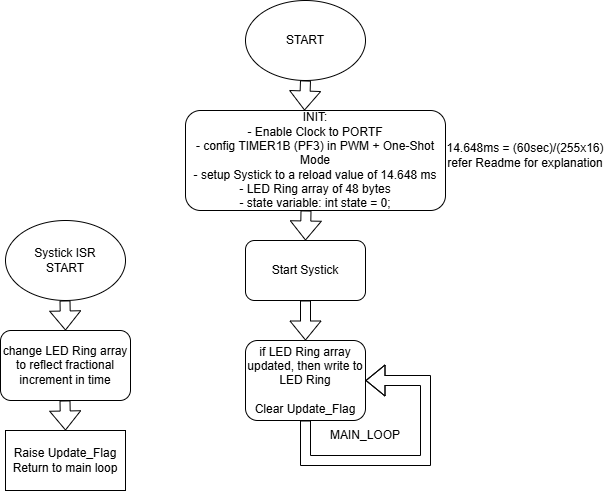 START
INIT:
- Enable Clock to PORTF
- config TIMER1B (PF3) in PWM + One-Shot
Mode
- setup Systick to a reload value of 14.648 ms
- LED Ring array of 48 bytes
- state variable: int state = 0;
14.648ms = (60sec)/(255x16)
refer Readme for explanation
Start Systick
if LED Ring array
updated, then write to
LED Ring
Clear Update_Flag
MAIN_LOOP
Systick ISR
START
change LED Ring array
to reflect fractional
increment in time
Raise Update_Flag
Return to main loop